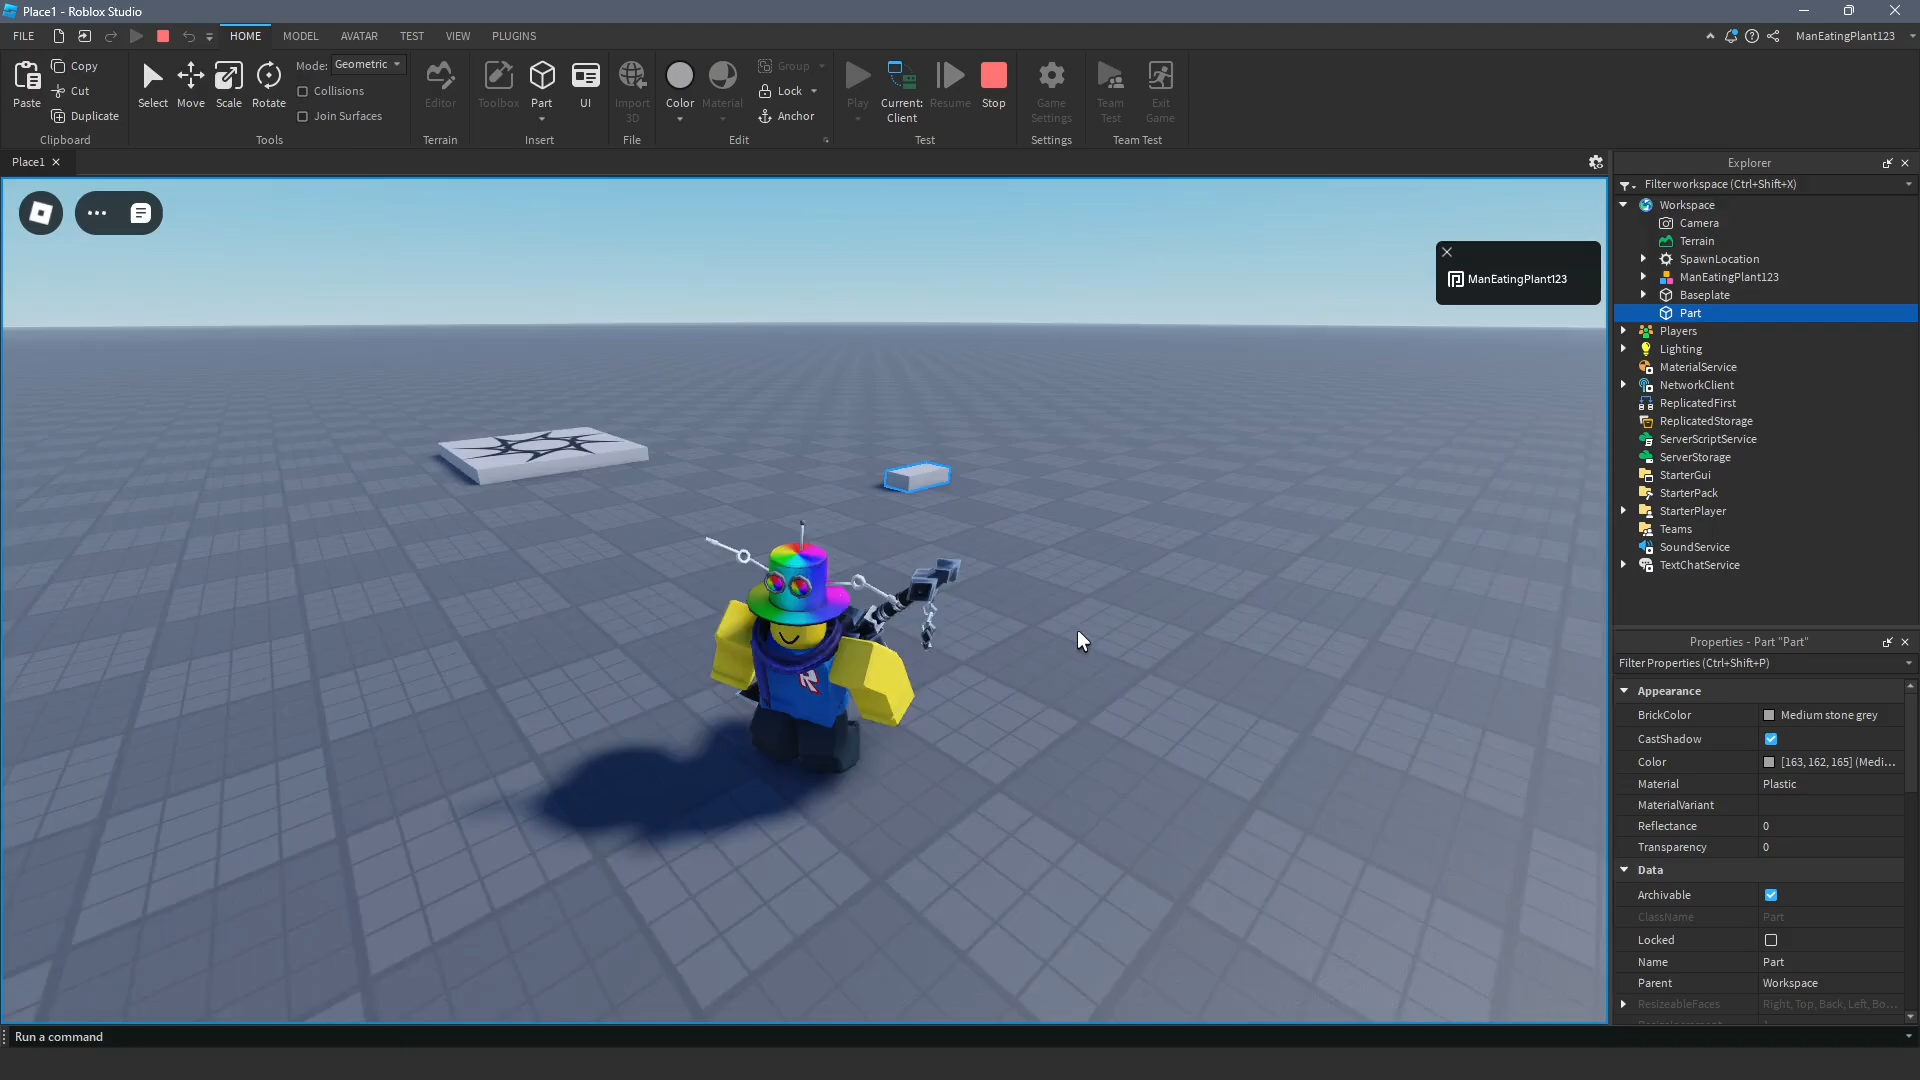 Place1 - Roblox Studio
FILE HOME MODEL AVATAR TEST VIEW PLUGINS ManEatingPlant123
Paste Copy Cut Duplicate Clipboard
Select Move Scale Rotate Mode: Geometric Collisions Join Surfaces Tools
Editor Terrain
Toolbox Part UI Insert
Import 3D File
Color Material Group Lock Anchor Edit
Play Current: Client Resume Stop Test
Game Settings Settings
Team Test Exit Game Team Test
Place1
ManEatingPlant123
Explorer
Filter workspace (Ctrl+Shift+X)
Workspace
Camera
Terrain
SpawnLocation
ManEatingPlant123
Baseplate
Part
Players
Lighting
MaterialService
NetworkClient
ReplicatedFirst
ReplicatedStorage
ServerScriptService
ServerStorage
StarterGui
StarterPack
StarterPlayer
Teams
SoundService
TextChatService
Properties - Part "Part"
Filter Properties (Ctrl+Shift+P)
Appearance
BrickColor Medium stone grey
CastShadow
Color [163, 162, 165] (Medi...
Material Plastic
MaterialVariant
Reflectance 0
Transparency 0
Data
Archivable
ClassName Part
Locked
Name Part
Parent Workspace
ResizeableFaces Right, Top, Back, Left, Bo...
Run a command